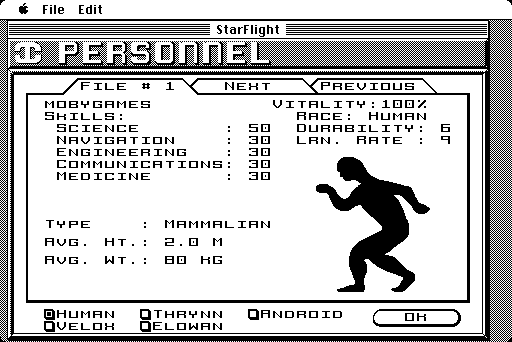 File Edit
StarFlight
PERSONNEL
FILE # 1 NEXT PREVIOUS
MOBYGAMES VITALITY:100%
SKILLS: RACE: HUMAN
SCIENCE : 50 DURABILITY: 6
NAVIGATION : 30 LRN. RATE : 9
ENGINEERING : 30
COMMUNICATIONS: 30
MEDICINE : 30
TYPE : MAMMALIAN
AVG. HT.: 2.0 M
AVG. WT.: 80 KG
HUMAN THRYNN ANDROID OK
VELOX ELOWAN